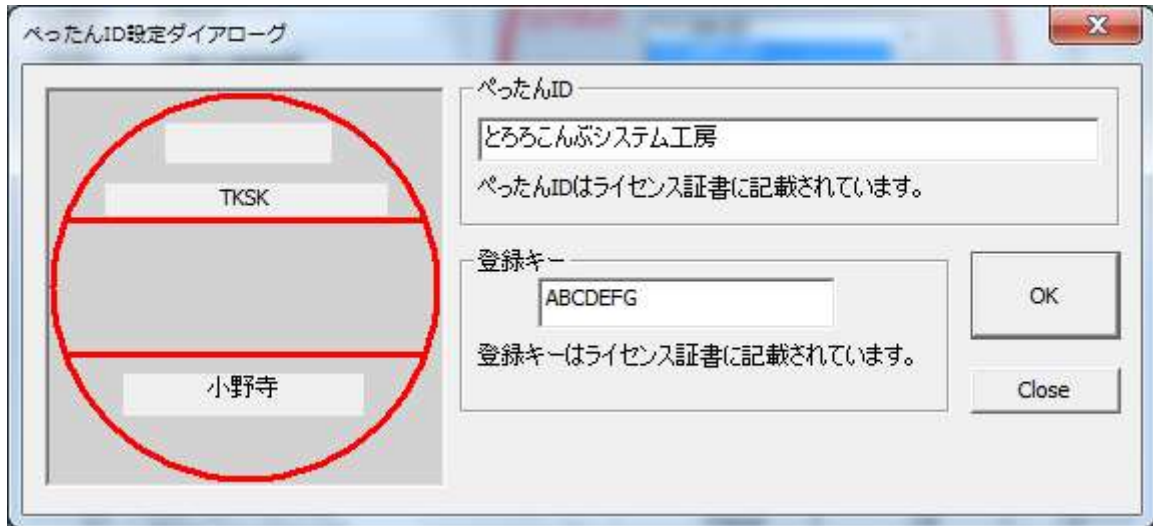 ぺったんID設定ダイアローグ
TKSK
小野寺
ぺったんID
とろろこんぶシステム工房
ぺったんIDはライセンス証書に記載されています。
登録キー
ABCDEFG
登録キーはライセンス証書に記載されています。
OK
Close